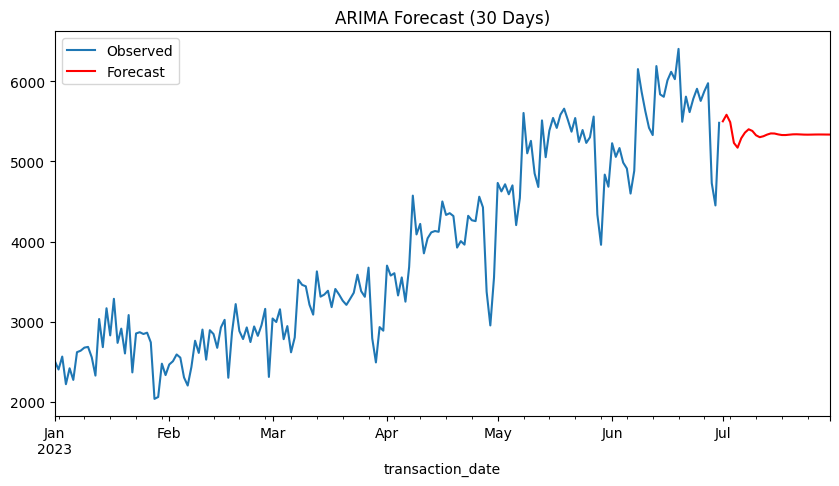 ARIMA Forecast (30 Days)
Observed
Forecast
6000
5000
4000
3000
2000
Jan Feb Mar Apr May Jun Jul
2023
transaction_date